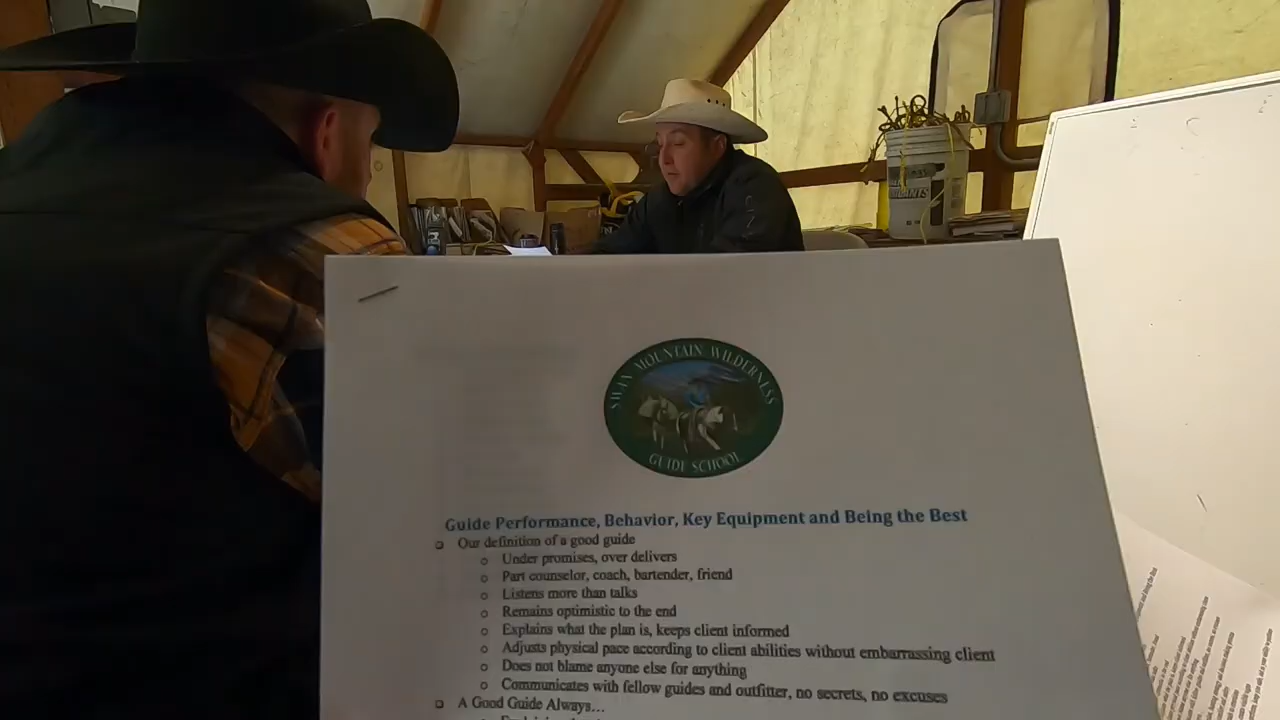 SWAN MOUNTAIN WILDERNESS
GUIDE SCHOOL
Guide Performance, Behavior, Key Equipment and Being the Best
Our definition of a good guide
Under promises, over delivers
Part counselor, coach, bartender, friend
Listens more than talks
Remains optimistic to the end
Explains what the plan is, keeps client informed
Adjusts physical pace according to client abilities without embarrassing client
Does not blame anyone else for anything
Communicates with fellow guides and outfitter, no secrets, no excuses
A Good Guide Always...